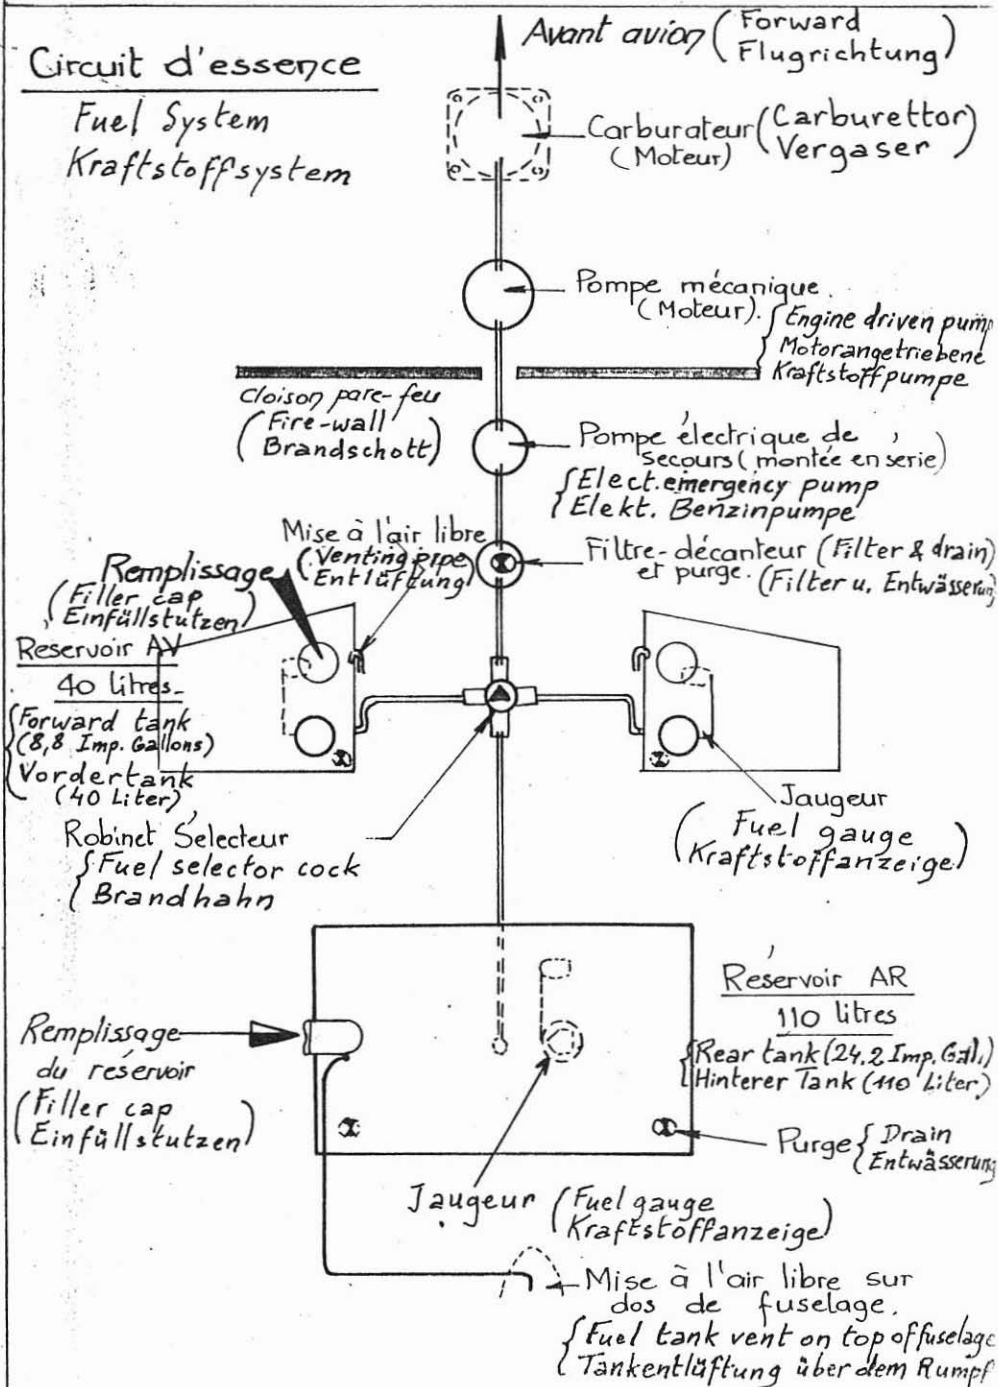 Circuit d'essence
Fuel System
Kraftstoffsystem
Avant avion (Forward
Flugrichtung)
Carburateur (Carburettor)
(Moteur) (Vergaser)
Pompe mécanique.
(Moteur). {Engine driven pump
Motorangetriebene
Kraftstoffpumpe
Cloison pare-feu
(Fire-wall
Brandschott)
Pompe électrique de
secours (montée en série)
{Elect. emergency pump
Elekt. Benzinpumpe
Mise à l'air libre
(Venting pipe
Entlüftung)
Filtre-décanteur (Filter & drain)
et purge. (Filter u. Entwässerung
Remplissage
(Filler cap
Einfüllstutzen)
Reservoir AV
40 litres-
{Forward tank
(8,8 Imp. Gallons)
Vordertank
(40 Liter)
Robinet Sélecteur
{Fuel selector cock
Brandhahn
Jaugeur
(Fuel gauge
Kraftstoffanzeige)
Réservoir AR
110 litres
{Rear tank (24.2 Imp. Gal.)
Hinterer Tank (110 Liter)
Remplissage
du réservoir
(Filler cap
Einfüllstutzen)
Purge {Drain
Entwässerung
Jaugeur (Fuel gauge
Kraftstoffanzeige)
Mise à l'air libre sur
dos de fuselage.
{Fuel tank vent on top of fuselage
Tankentlüftung über dem Rumpf